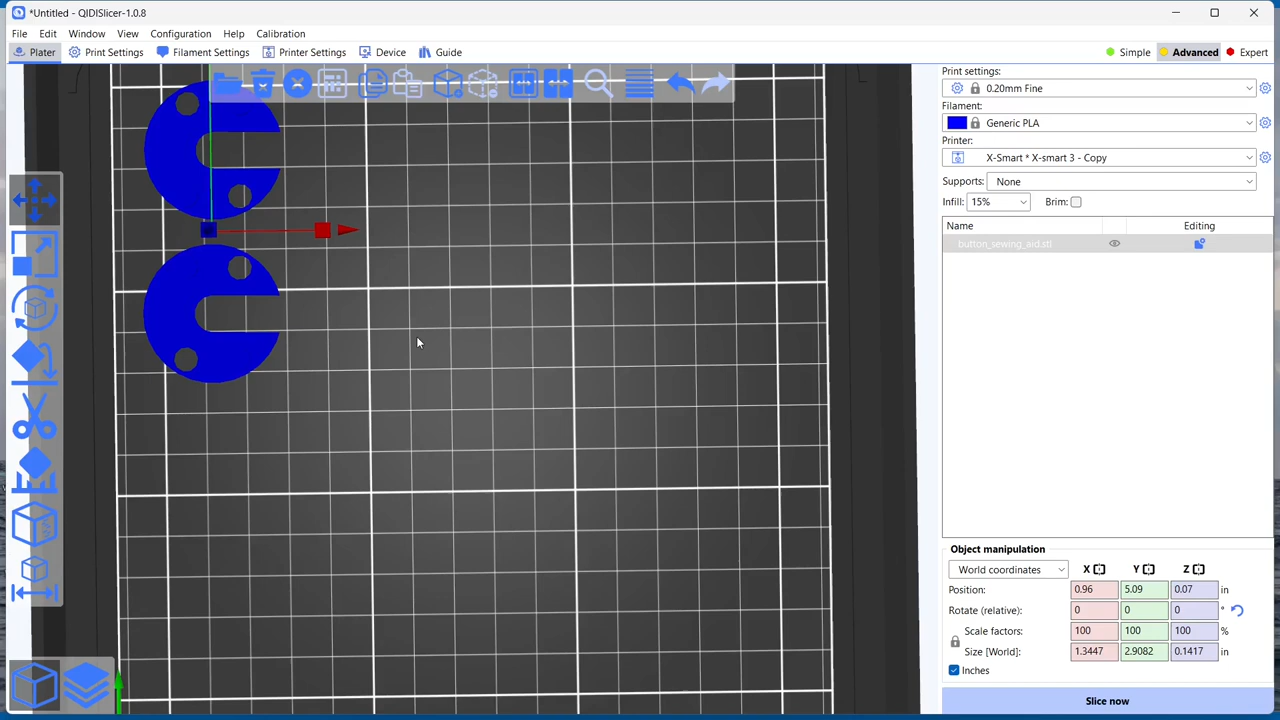 *Untitled - QIDISlicer-1.0.8
File Edit Window View Configuration Help Calibration
Plater Print Settings Filament Settings Printer Settings Device Guide Simple Advanced Expert
Print settings:
0.20mm Fine
Filament:
Generic PLA
Printer:
X-Smart * X-smart 3 - Copy
Supports: None
Infill: 15% Brim:
Name Editing
button_sewing_aid.stl
Object manipulation
World coordinates X Y Z
Position: 0.96 5.09 0.07 in
Rotate (relative): 0 0 0 °
Scale factors: 100 100 100 %
Size [World]: 1.3447 2.9082 0.1417 in
Inches
Slice now